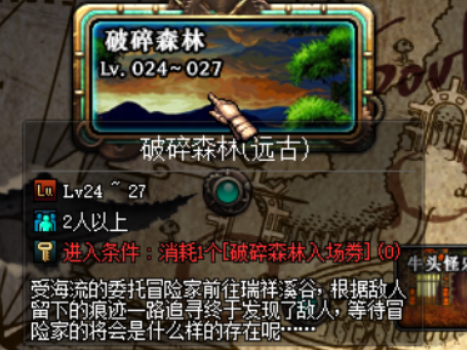 破碎森林
Lv. 024~027
破碎森林(远古)
Lv Lv24 ~ 27
2人以上
进入条件：消耗1个[破碎森林入场券] (0)
牛头怪
受海流的委托冒险家前往瑞祥溪谷,根据敌人
留下的痕迹一路追寻终于发现了敌人,等待冒
险家的将会是什么样的存在呢……